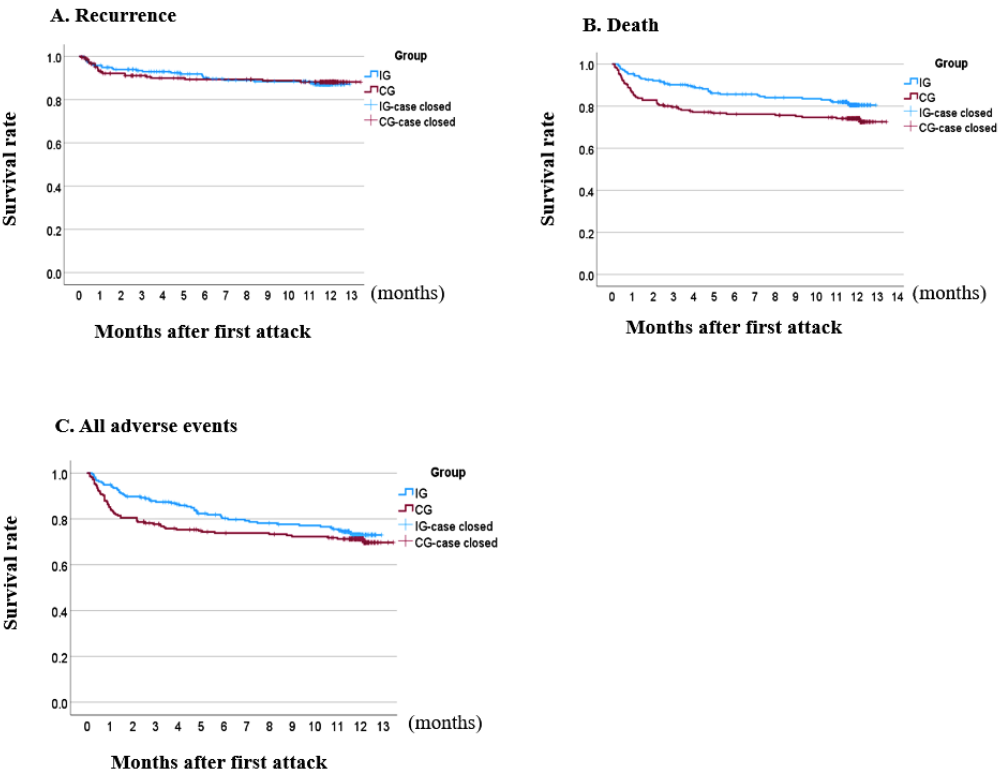 A. Recurrence
Survival rate
1.0
0.8
0.6
0.4
0.2
0.0
0 1 2 3 4 5 6 7 8 9 10 11 12 13 (months)
Months after first attack
Group
IG
CG
IG-case closed
CG-case closed
B. Death
Survival rate
1.0
0.8
0.6
0.4
0.2
0.0
0 1 2 3 4 5 6 7 8 9 10 11 12 13 14 (months)
Months after first attack
Group
IG
CG
IG-case closed
CG-case closed
C. All adverse events
Survival rate
1.0
0.8
0.6
0.4
0.2
0.0
0 1 2 3 4 5 6 7 8 9 10 11 12 13 (months)
Months after first attack
Group
IG
CG
IG-case closed
CG-case closed